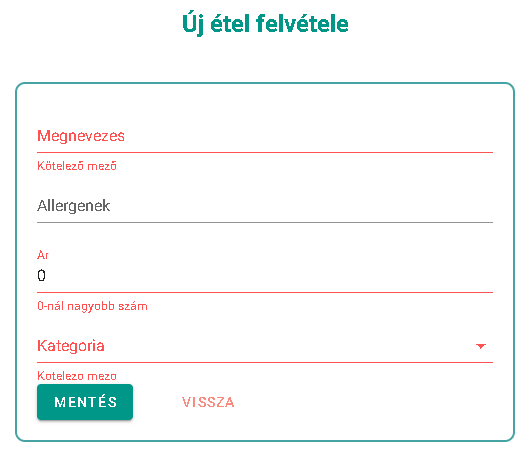 Új étel felvétele
Megnevezes
Kötelező mező
Allergenek
Ar
0
0-nál nagyobb szám
Kategoria
Kotelezo mezo
MENTÉS
VISSZA